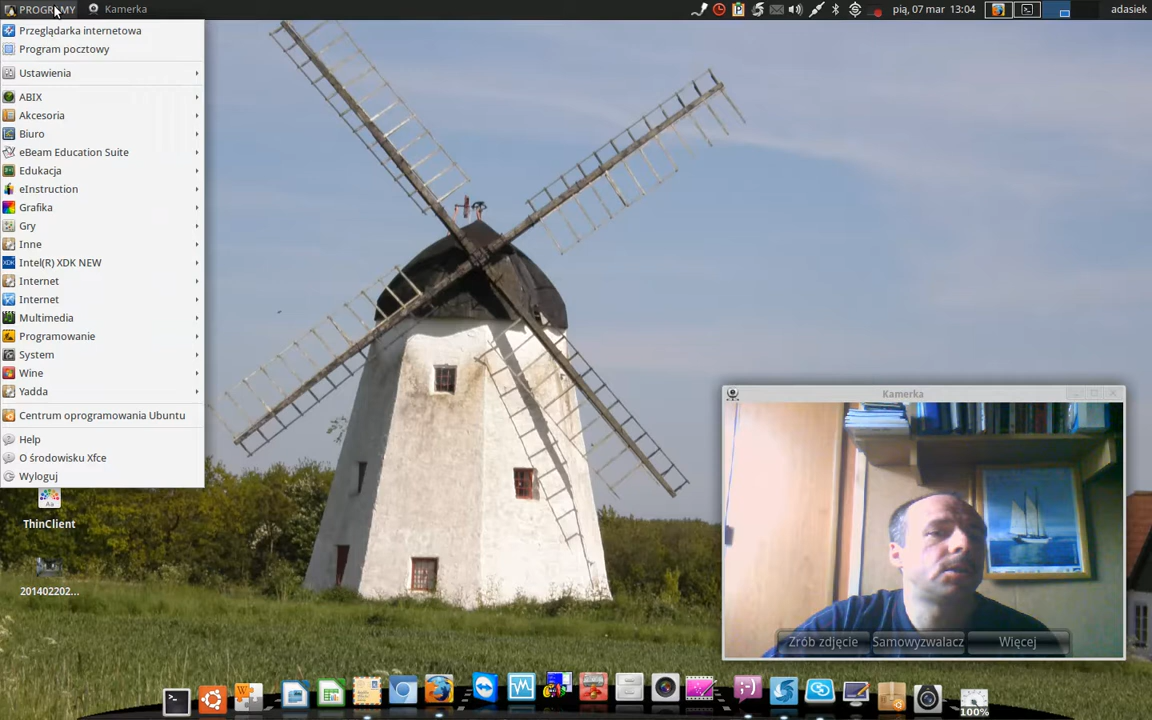 PROGRAMY
Kamerka
pią, 07 mar 13:04
adasiek
Przeglądarka internetowa
Program pocztowy
Ustawienia
ABIX
Akcesoria
Biuro
eBeam Education Suite
Edukacja
eInstruction
Grafika
Gry
Inne
Intel(R) XDK NEW
Internet
Internet
Multimedia
Programowanie
System
Wine
Yadda
Centrum oprogramowania Ubuntu
Help
O środowisku Xfce
Wyloguj
ThinClient
201402202...
Kamerka
Zrób zdjęcie
Samowyzwalacz
Więcej
100%